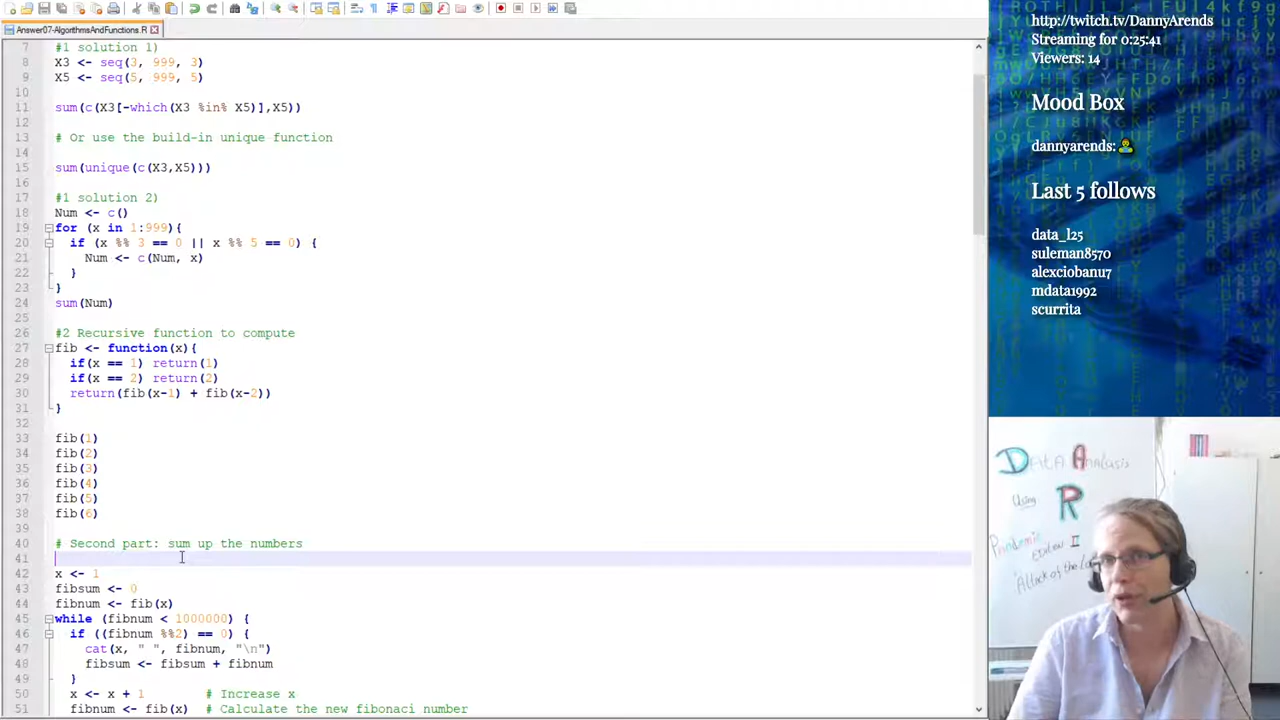 Answer07-AlgorithmsAndFunctions.R
7 #1 solution 1)
8 X3 <- seq(3, 999, 3)
9 X5 <- seq(5, 999, 5)
10
11 sum(c(X3[-which(X3 %in% X5)],X5))
12
13 # Or use the build-in unique function
14
15 sum(unique(c(X3,X5)))
16
17 #1 solution 2)
18 Num <- c()
19 for (x in 1:999){
20 if (x %% 3 == 0 || x %% 5 == 0) {
21 Num <- c(Num, x)
22 }
23 }
24 sum(Num)
25
26 #2 Recursive function to compute
27 fib <- function(x){
28 if(x == 1) return(1)
29 if(x == 2) return(2)
30 return(fib(x-1) + fib(x-2))
31 }
32
33 fib(1)
34 fib(2)
35 fib(3)
36 fib(4)
37 fib(5)
38 fib(6)
39
40 # Second part: sum up the numbers
41
42 x <- 1
43 fibsum <- 0
44 fibnum <- fib(x)
45 while (fibnum < 1000000) {
46 if ((fibnum %%2) == 0) {
47 cat(x, " ", fibnum, "\n")
48 fibsum <- fibsum + fibnum
49 }
50 x <- x + 1 # Increase x
51 fibnum <- fib(x) # Calculate the new fibonaci number
http://twitch.tv/DannyArends
Streaming for 0:25:41
Viewers: 14
Mood Box
dannyarends:
Last 5 follows
data_l25
suleman8570
alexciobanu7
mdata1992
scurrita
DATA Analysis
Using
R
Pandemic
Edition II
"Attack of the